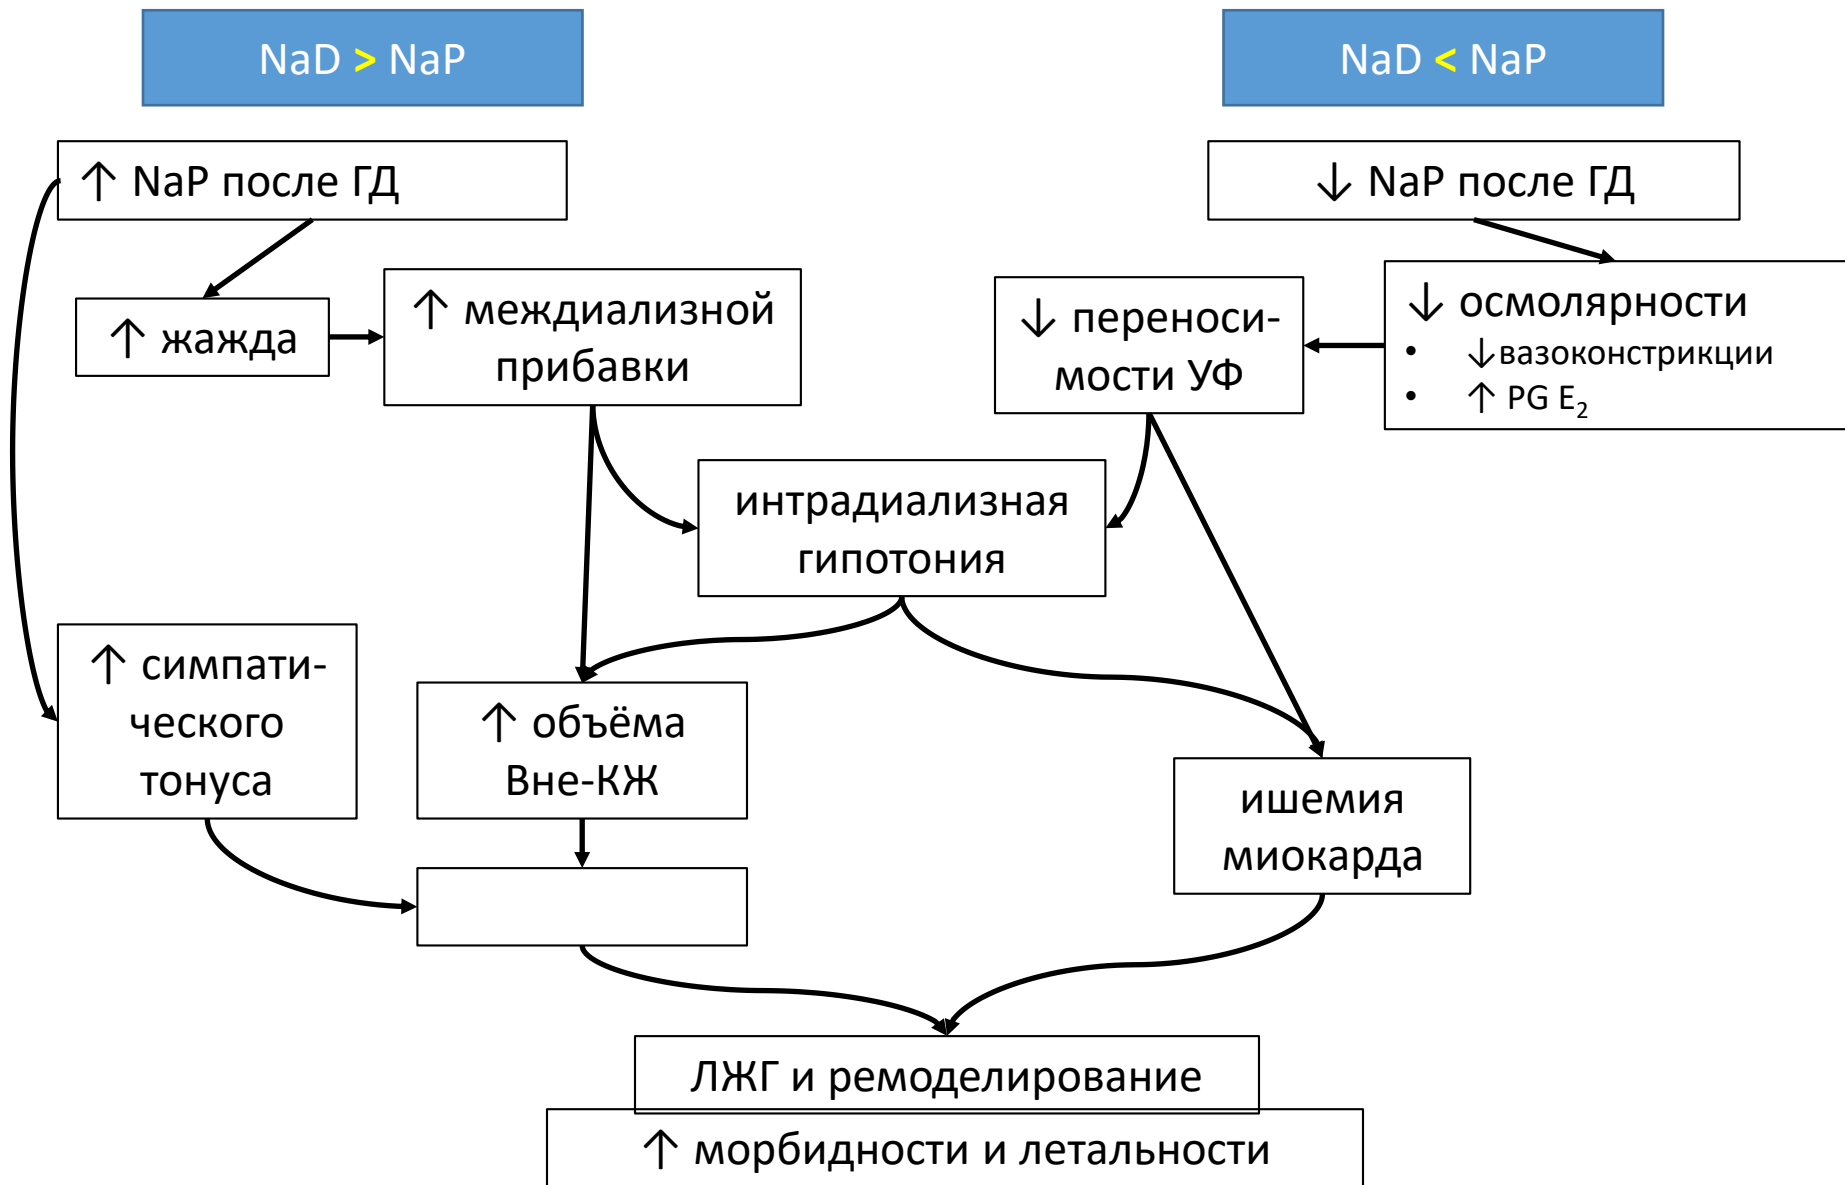 NaD > NaP
NaD < NaP
↑ NaP после ГД
↓ NaP после ГД
↑ жажда
↑ междиализной
прибавки
↓ переноси-
мости УФ
↓ осмолярности
• ↓вазоконстрикции
• ↑ PG E₂
интрадиализная
гипотония
↑ симпати-
ческого
тонуса
↑ объёма
Вне-КЖ
ишемия
миокарда
ЛЖГ и ремоделирование
↑ морбидности и летальности